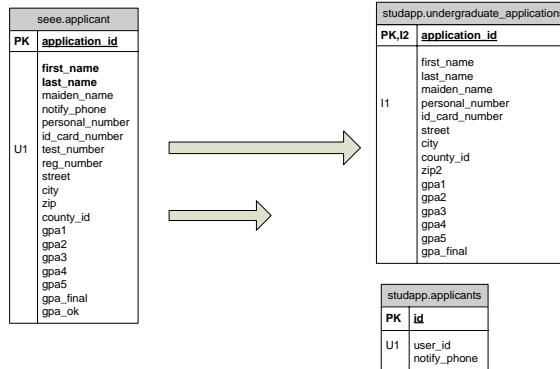 seee.applicant
PK application_id
first_name
last_name
maiden_name
notify_phone
personal_number
id_card_number
U1 test_number
reg_number
street
city
zip
county_id
gpa1
gpa2
gpa3
gpa4
gpa5
gpa_final
gpa_ok
studapp.undergraduate_applications
PK,I2 application_id
first_name
last_name
maiden_name
I1 personal_number
id_card_number
street
city
county_id
zip2
gpa1
gpa2
gpa3
gpa4
gpa5
gpa_final
studapp.applicants
PK id
U1 user_id
notify_phone